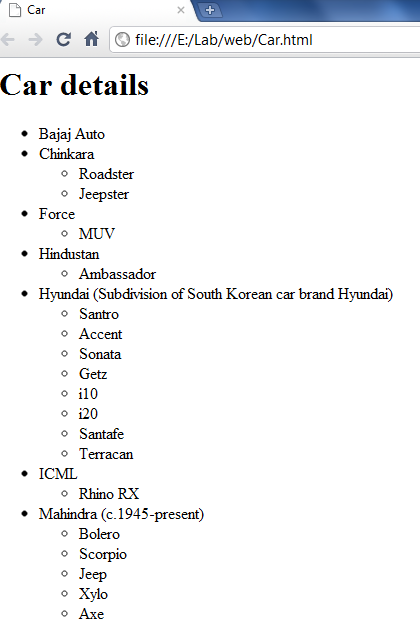 Car
file:///E:/Lab/web/Car.html
Car details
Bajaj Auto
Chinkara
Roadster
Jeepster
Force
MUV
Hindustan
Ambassador
Hyundai (Subdivision of South Korean car brand Hyundai)
Santro
Accent
Sonata
Getz
i10
i20
Santafe
Terracan
ICML
Rhino RX
Mahindra (c.1945-present)
Bolero
Scorpio
Jeep
Xylo
Axe